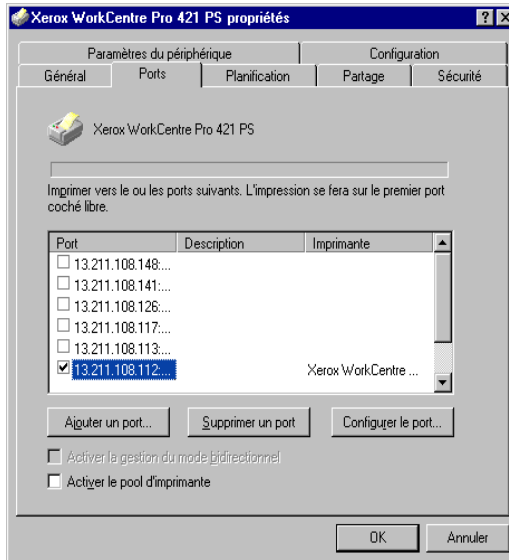 Xerox WorkCentre Pro 421 PS propriétés
Paramètres du périphérique Configuration
Général Ports Planification Partage Sécurité
Xerox WorkCentre Pro 421 PS
Imprimer vers le ou les ports suivants. L'impression se fera sur le premier port
coché libre.
Port Description Imprimante
13.211.108.148:...
13.211.108.141:...
13.211.108.126:...
13.211.108.117:...
13.211.108.113:...
13.211.108.112:... Xerox WorkCentre ...
Ajouter un port... Supprimer un port Configurer le port...
Activer la gestion du mode bidirectionnel
Activer le pool d'imprimante
OK Annuler